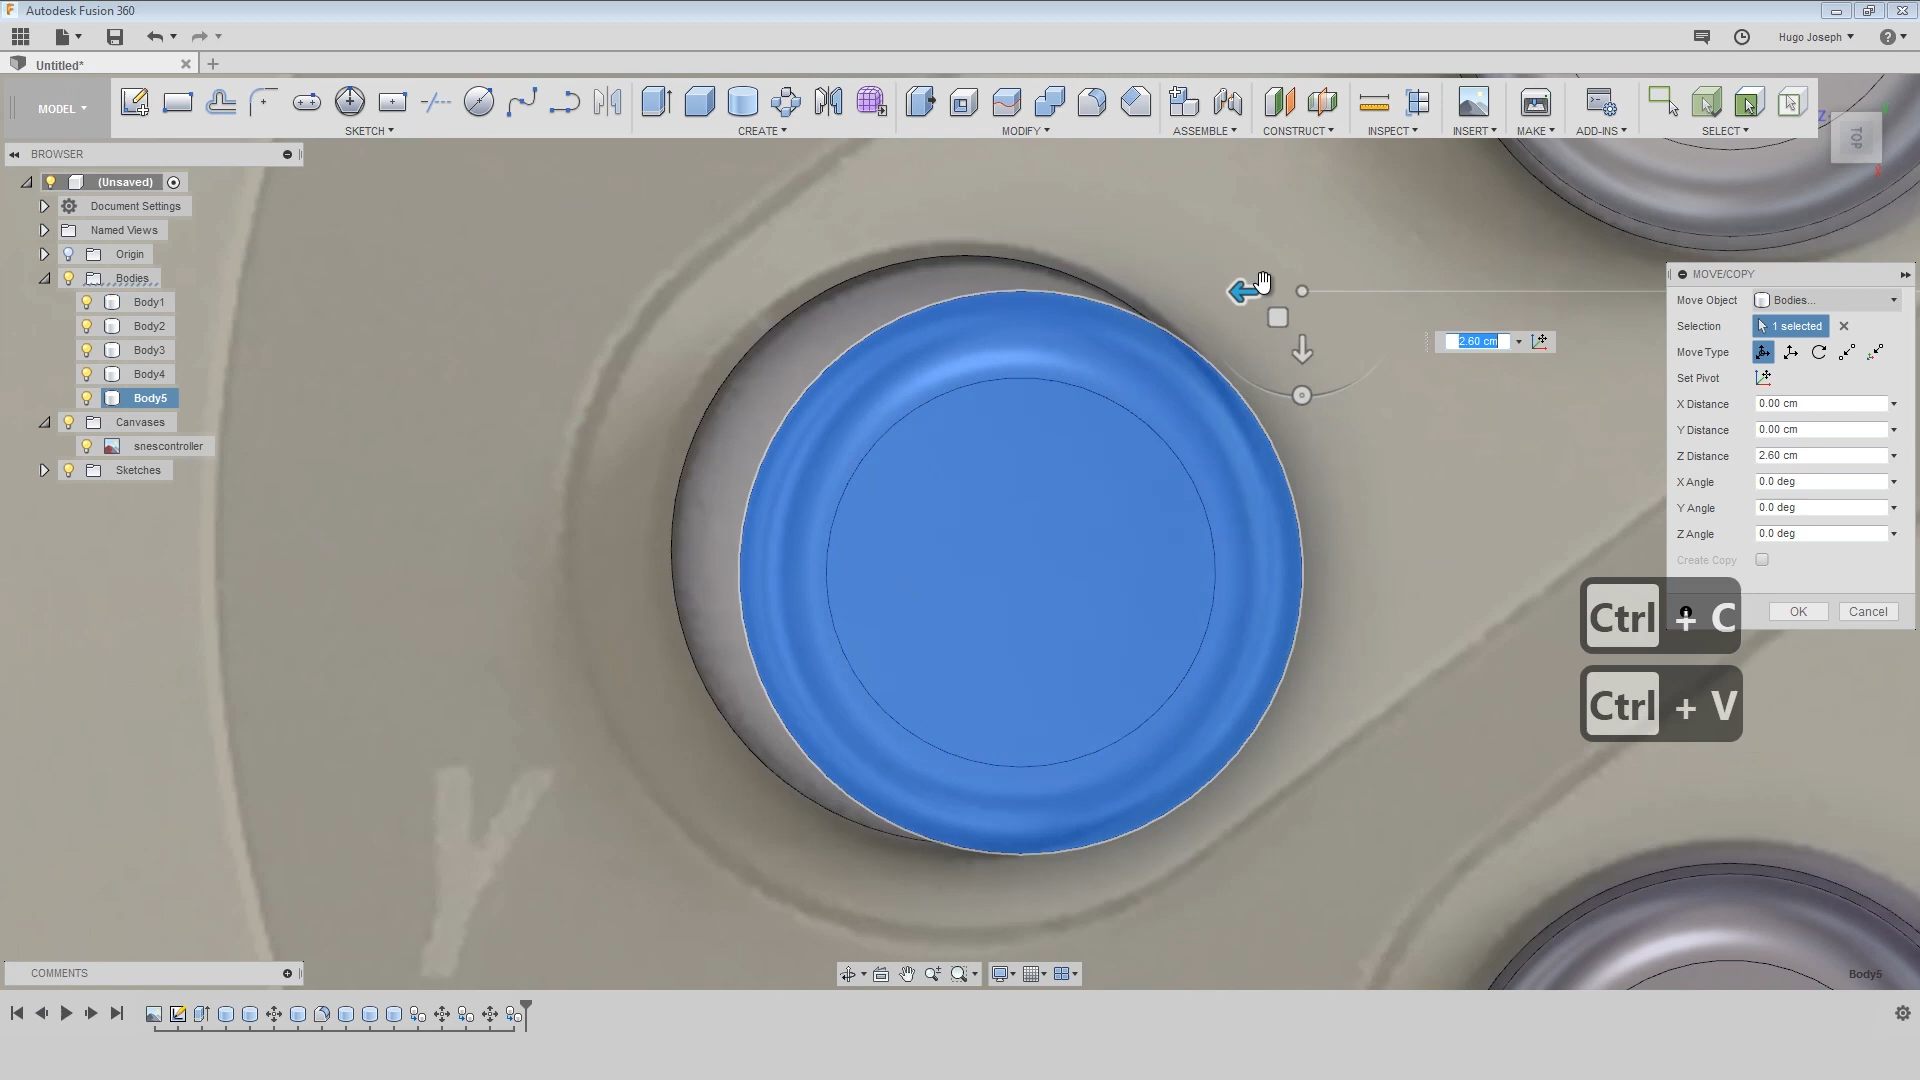 Autodesk Fusion 360
Hugo Joseph
Untitled*
MODEL
SKETCH
CREATE
MODIFY
ASSEMBLE
CONSTRUCT
INSPECT
INSERT
MAKE
ADD-INS
SELECT
TOP
Z
BROWSER
(Unsaved)
Document Settings
Named Views
Origin
Bodies
Body1
Body2
Body3
Body4
Body5
Canvases
snescontroller
Sketches
2.60 cm
MOVE/COPY
Move Object Bodies...
Selection 1 selected
Move Type
Set Pivot
X Distance 0.00 cm
Y Distance 0.00 cm
Z Distance 2.60 cm
X Angle 0.0 deg
Y Angle 0.0 deg
Z Angle 0.0 deg
Create Copy
OK Cancel
Ctrl + C
Ctrl + V
Y
COMMENTS
Body5